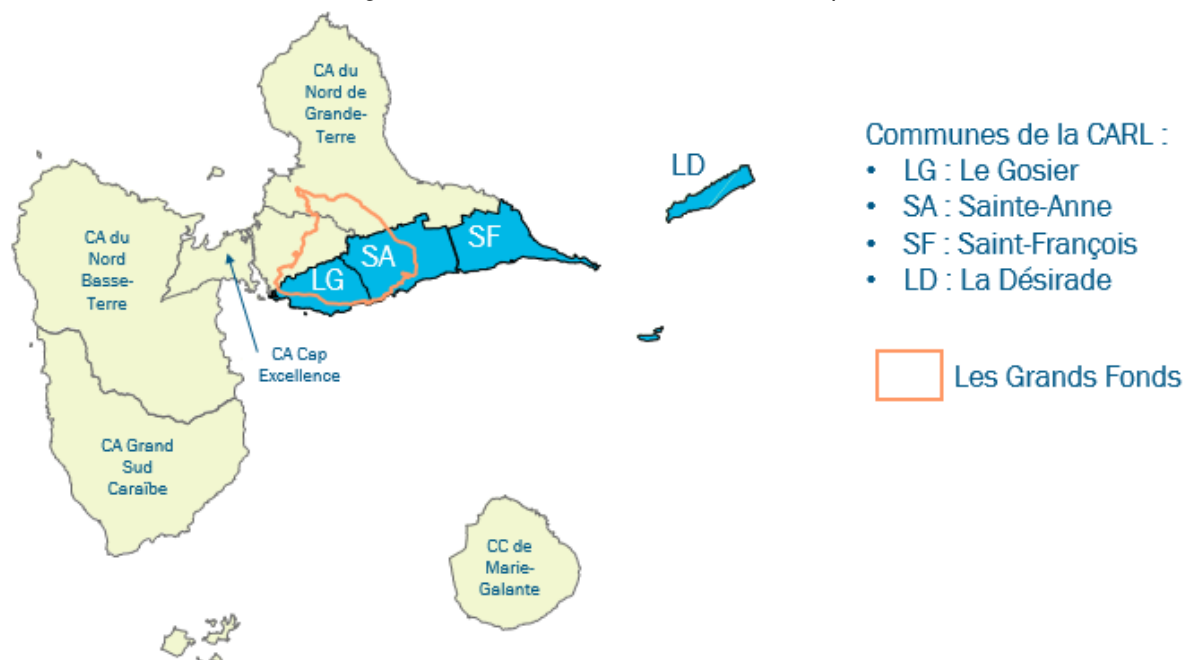 CA du
Nord de
Grande-
Terre
LD
Communes de la CARL :
• LG : Le Gosier
• SA : Sainte-Anne
• SF : Saint-François
• LD : La Désirade
CA du
Nord
Basse-
Terre
SF
SA
LG
CA Cap
Excellence
Les Grands Fonds
CA Grand
Sud
Caraïbe
CC de
Marie-
Galante